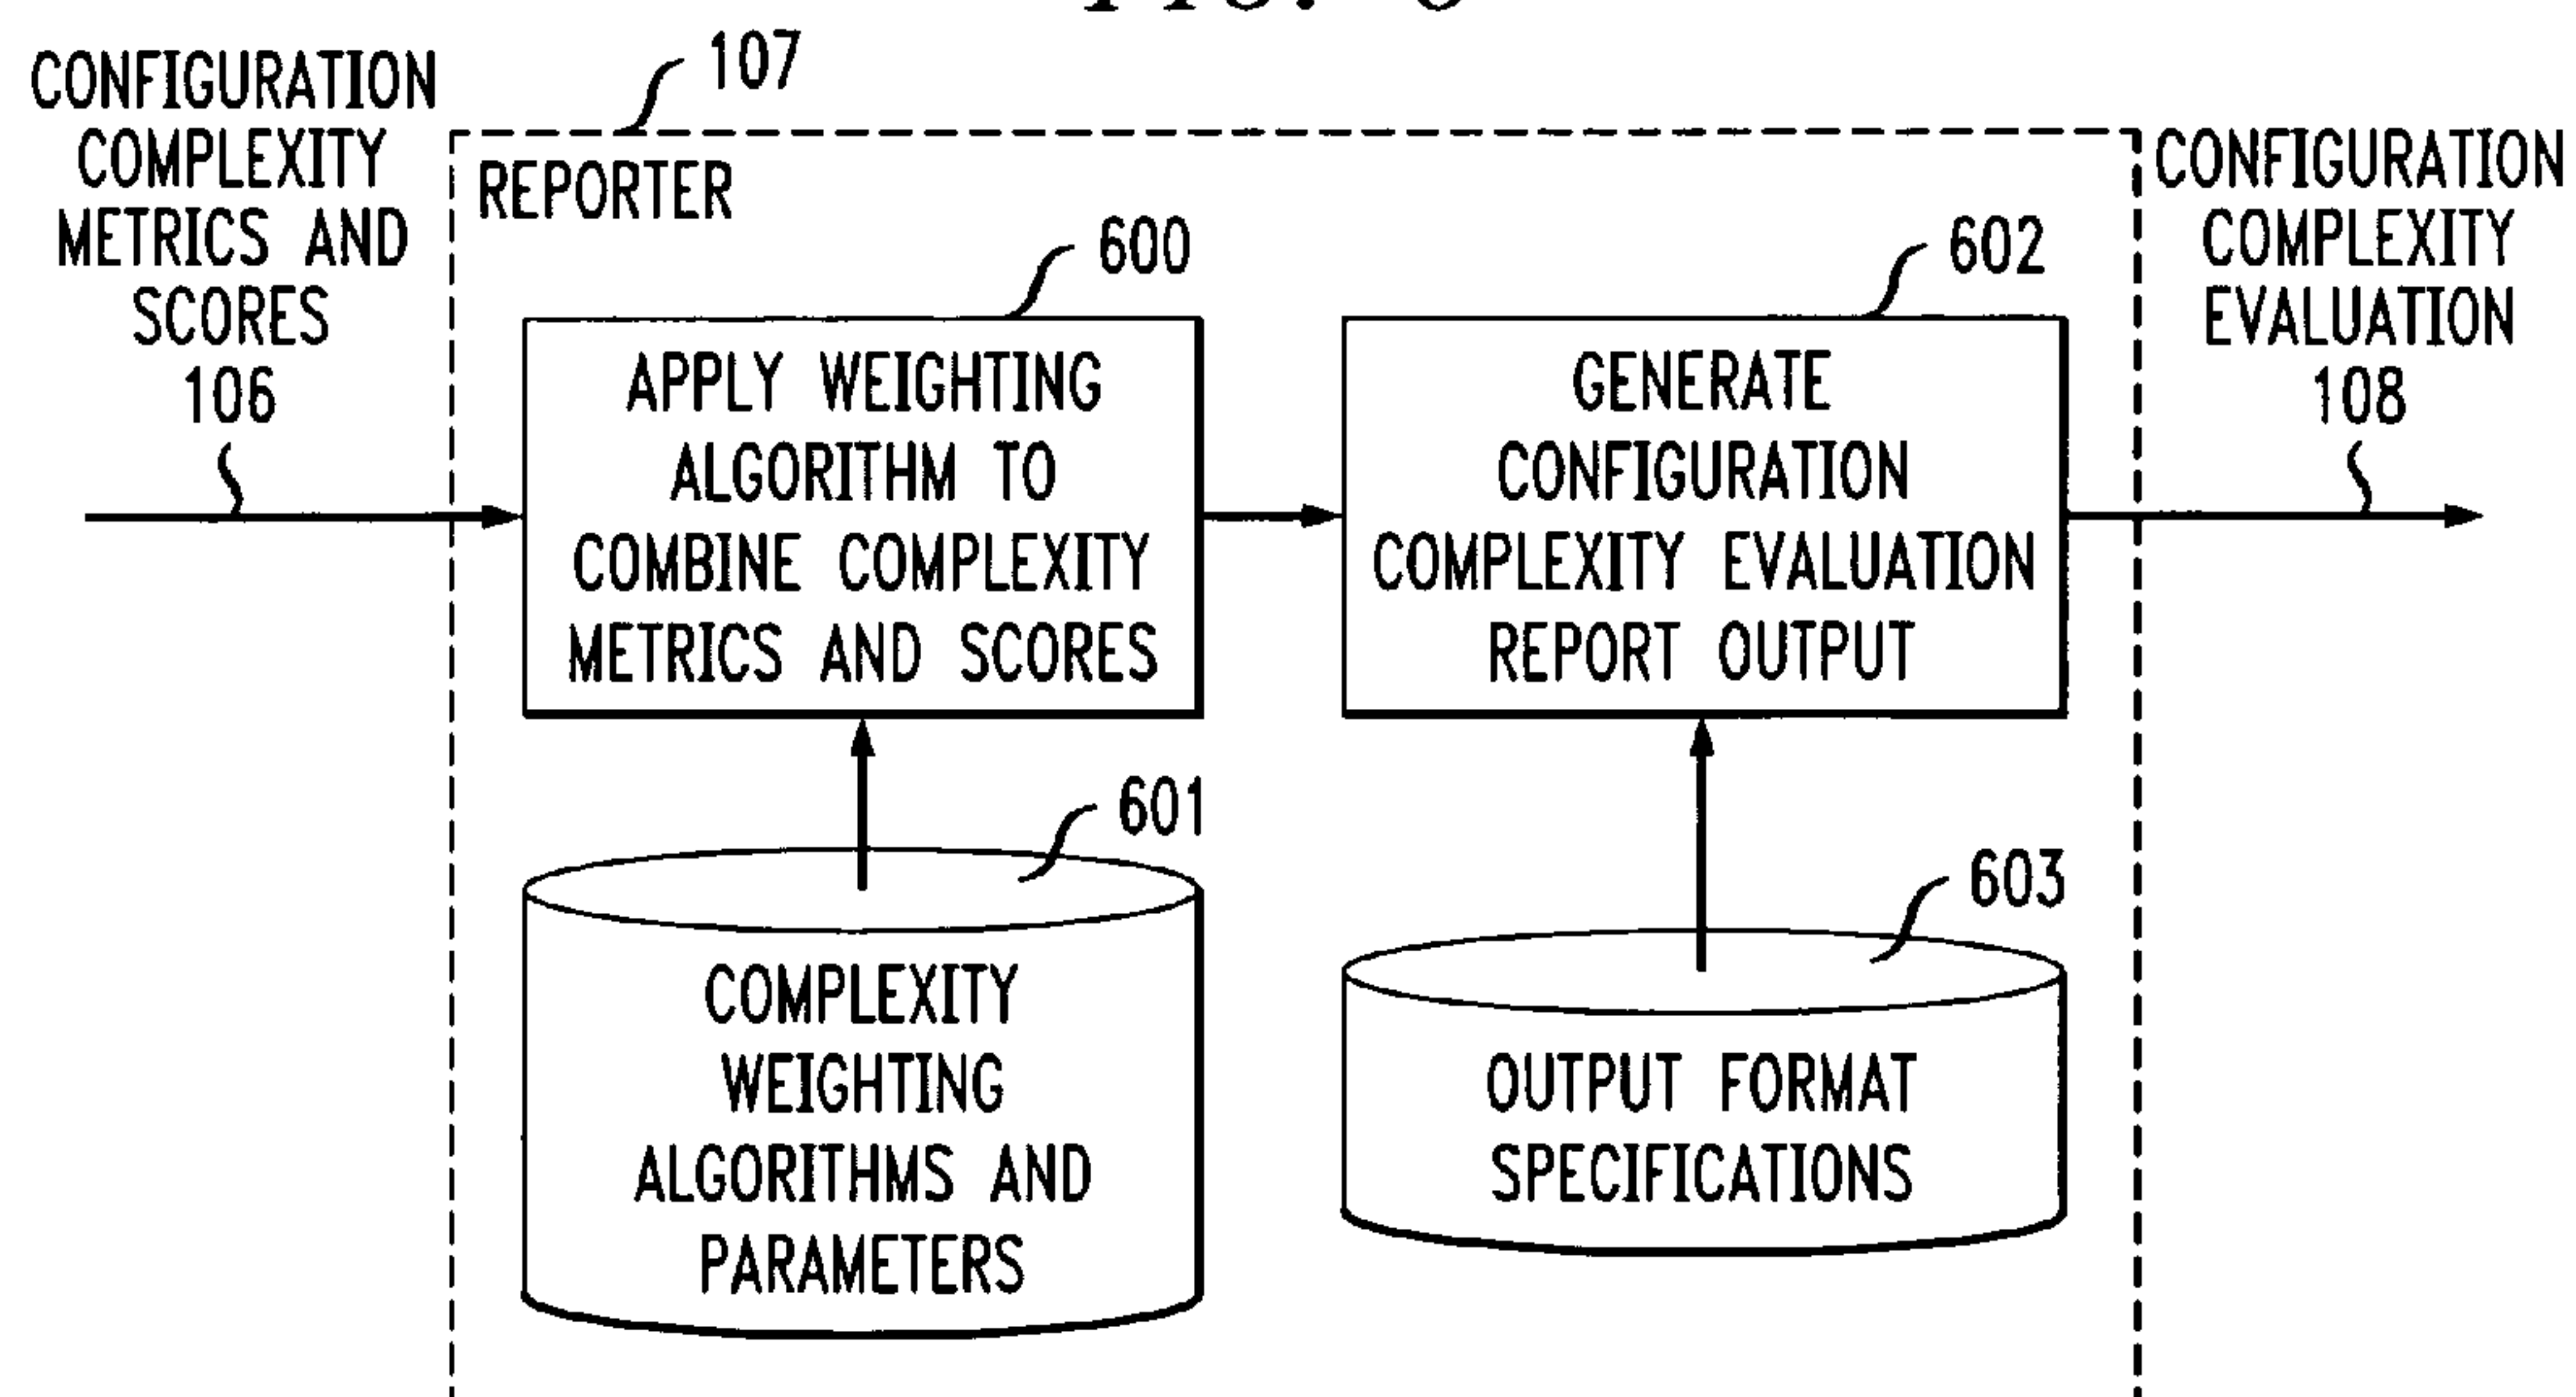 107
CONFIGURATION
COMPLEXITY
METRICS AND
SCORES
106
REPORTER
600
APPLY WEIGHTING
ALGORITHM TO
COMBINE COMPLEXITY
METRICS AND SCORES
602
GENERATE
CONFIGURATION
COMPLEXITY EVALUATION
REPORT OUTPUT
CONFIGURATION
COMPLEXITY
EVALUATION
108
601
COMPLEXITY
WEIGHTING
ALGORITHMS AND
PARAMETERS
603
OUTPUT FORMAT
SPECIFICATIONS